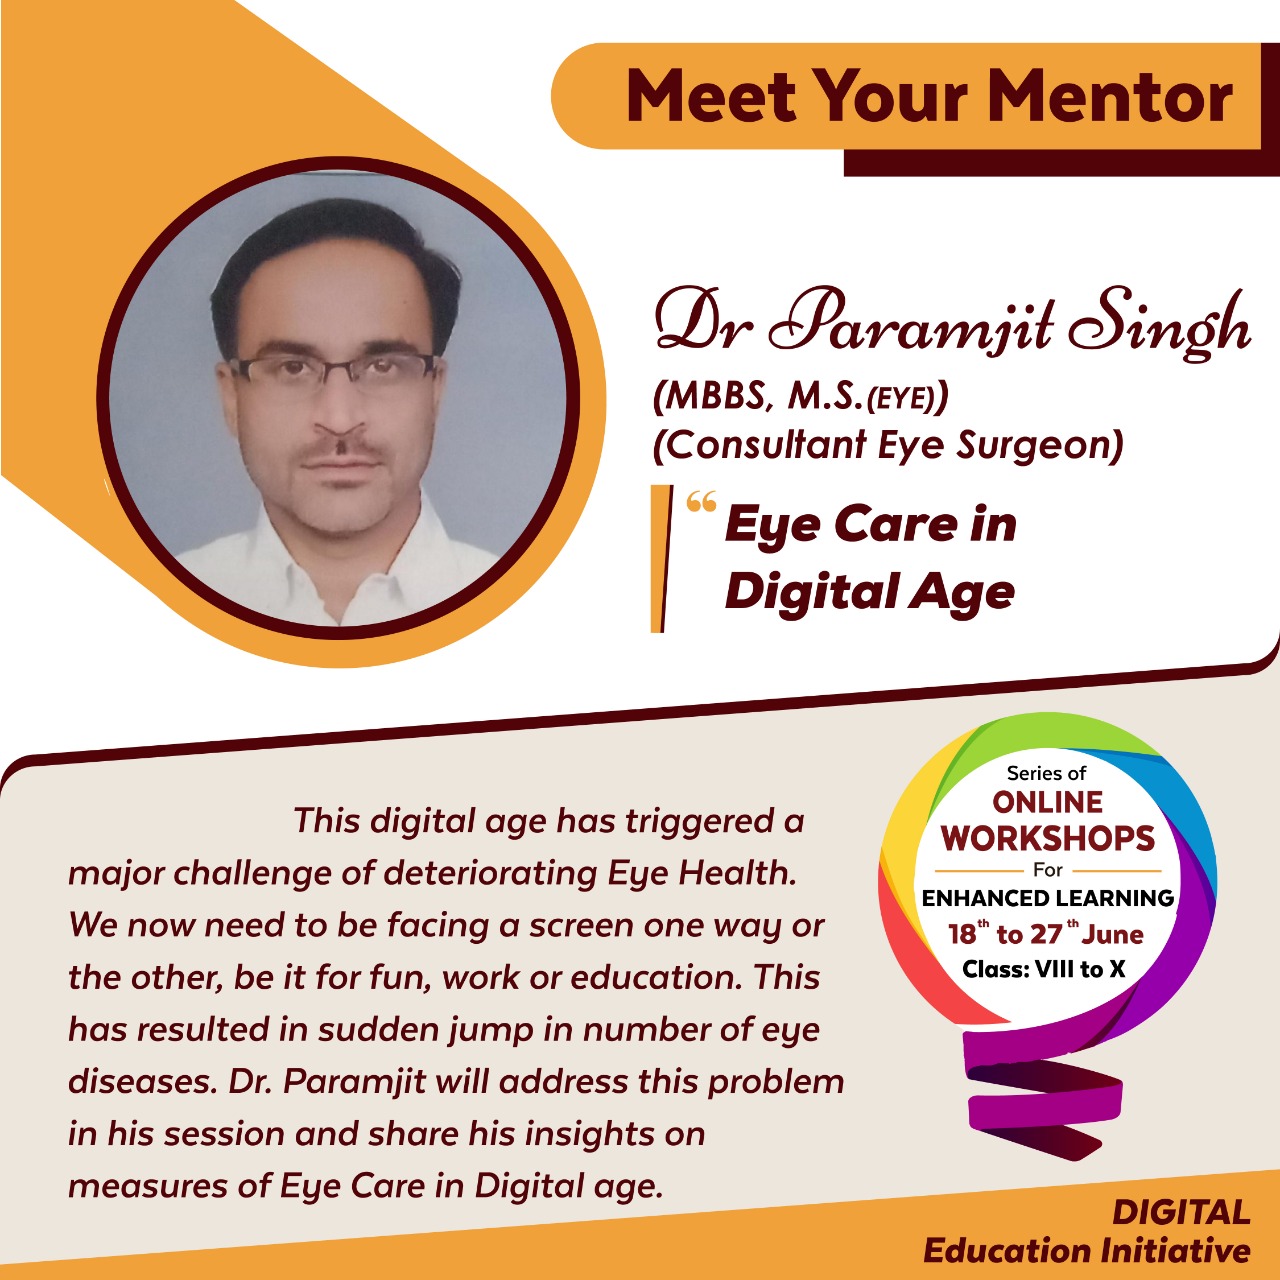 Meet Your Mentor
Dr Paramjit Singh
(MBBS, M.S.(EYE))
(Consultant Eye Surgeon)
“ Eye Care in
Digital Age
This digital age has triggered a
major challenge of deteriorating Eye Health.
We now need to be facing a screen one way or
the other, be it for fun, work or education. This
has resulted in sudden jump in number of eye
diseases. Dr. Paramjit will address this problem
in his session and share his insights on
measures of Eye Care in Digital age.
Series of
ONLINE
WORKSHOPS
For
ENHANCED LEARNING
18th to 27th June
Class: VIII to X
DIGITAL
Education Initiative